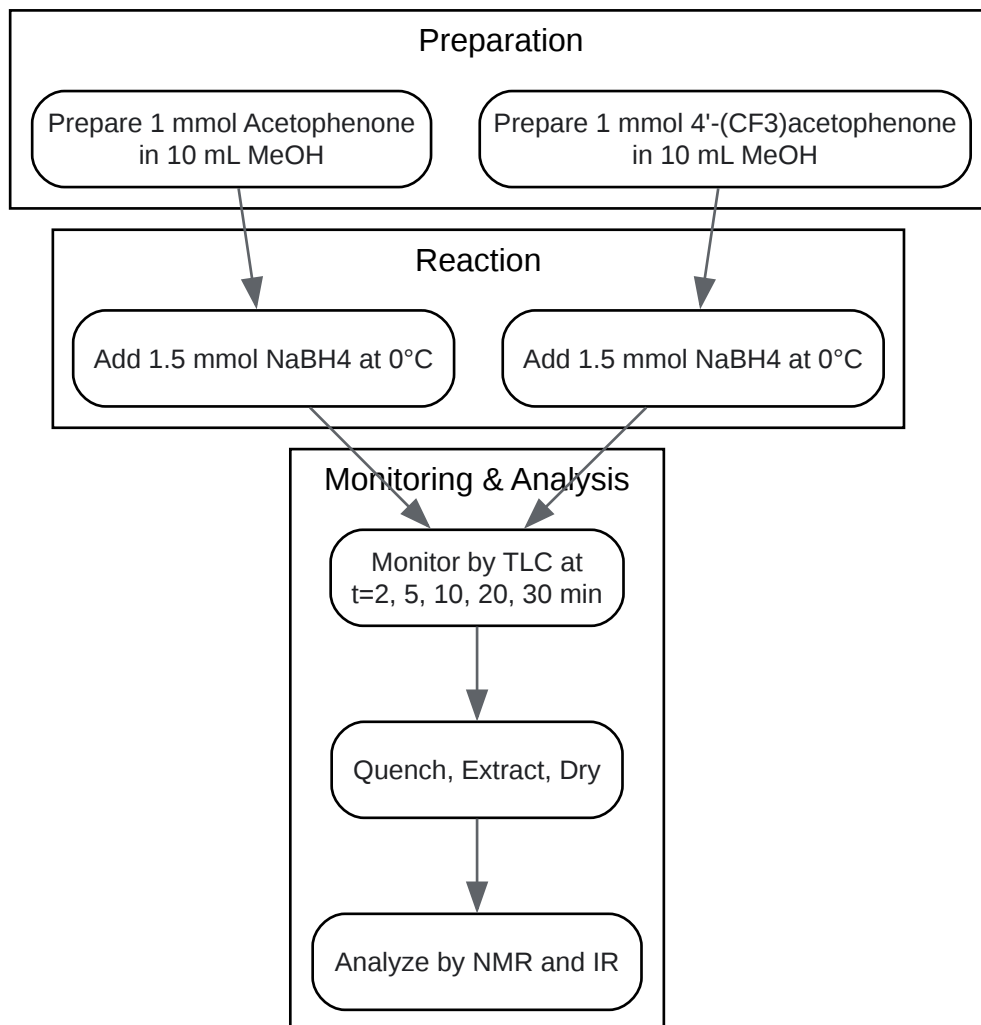 Preparation
Prepare 1 mmol Acetophenone
in 10 mL MeOH
Prepare 1 mmol 4'-(CF3)acetophenone
in 10 mL MeOH
Reaction
Add 1.5 mmol NaBH4 at 0°C
Add 1.5 mmol NaBH4 at 0°C
Monitoring & Analysis
Monitor by TLC at
t=2, 5, 10, 20, 30 min
Quench, Extract, Dry
Analyze by NMR and IR